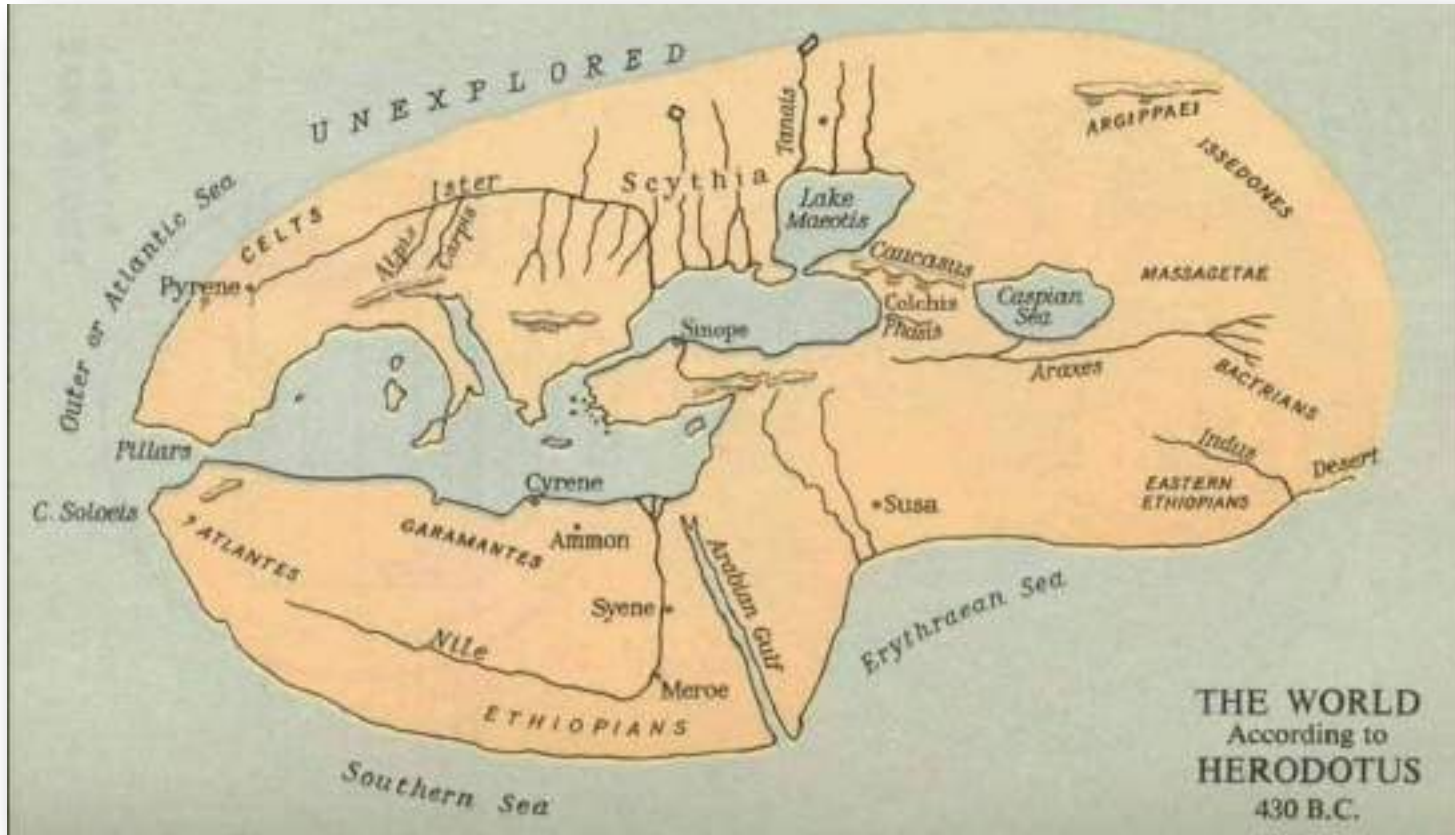 UNEXPLORED
Outer or Atlantic Sea
CELTS
Ister
Scythia
Tanais
Lake
Maeotis
ARGIPPAEI
ISSEDONES
Pyrene
Algis
Carpis
Caucasus
Colchis
Phasis
Caspian
Sea
MASSAGETAE
Sinope
Araxes
BACTRIANS
Pillars
Indus
Desert
EASTERN
ETHIOPIANS
C. Soloeis
Cyrene
Susa
GARAMANTES
Ammon
? ATLANTES
Arabian Gulf
Syene
Nile
Meroe
Erythraean Sea
ETHIOPIANS
Southern Sea
THE WORLD
According to
HERODOTUS
430 B.C.